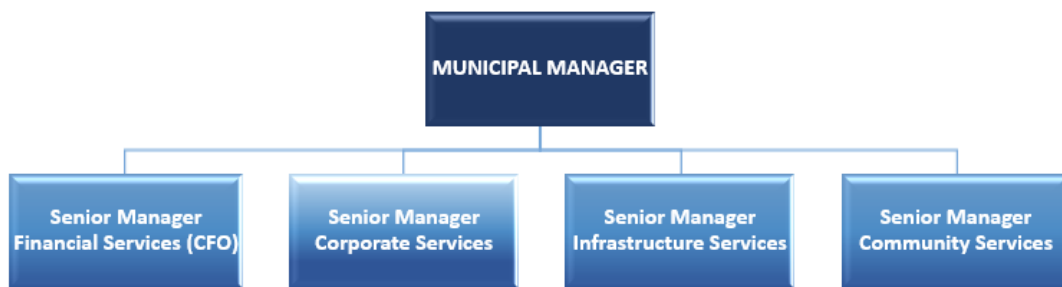 MUNICIPAL MANAGER
Senior Manager
Financial Services (CFO)
Senior Manager
Corporate Services
Senior Manager
Infrastructure Services
Senior Manager
Community Services